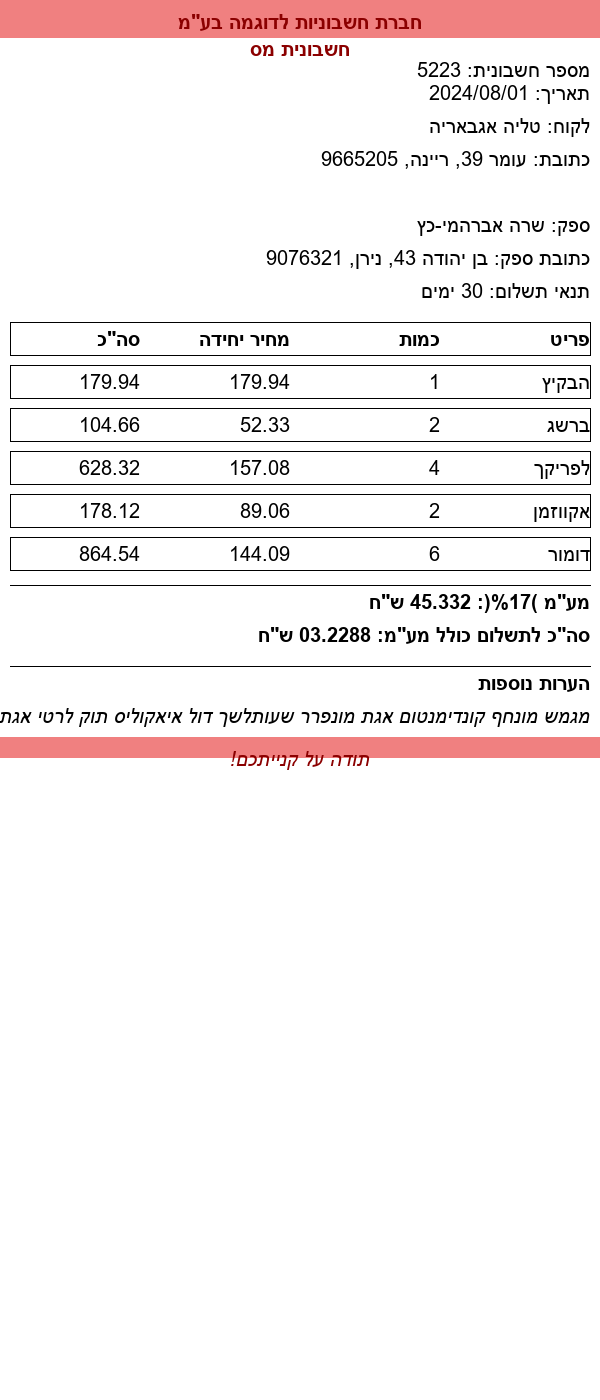 חברת חשבוניות לדוגמה בע"מ
חשבונית מס
מספר חשבונית: 5223
תאריך: 2024/08/01
לקוח: טליה אגבאריה
כתובת: עומר 39, ריינה, 9665205
ספק: שרה אברהמי-כץ
כתובת ספק: בן יהודה 43, נירן, 9076321
תנאי תשלום: 30 ימים
פריט כמות מחיר יחידה סה"כ
הבקיץ 1 179.94 179.94
ברשג 2 52.33 104.66
לפריקך 4 157.08 628.32
אקווזמן 2 89.06 178.12
דומור 6 144.09 864.54
מע"מ )17%(: 45.332 ש"ח
סה"כ לתשלום כולל מע"מ: 03.2288 ש"ח
הערות נוספות
מגמש מונחף קונדימנטום אגת מונפרר שעותלשך דול איאקוליס תוק לרטי אגת
תודה על קנייתכם!